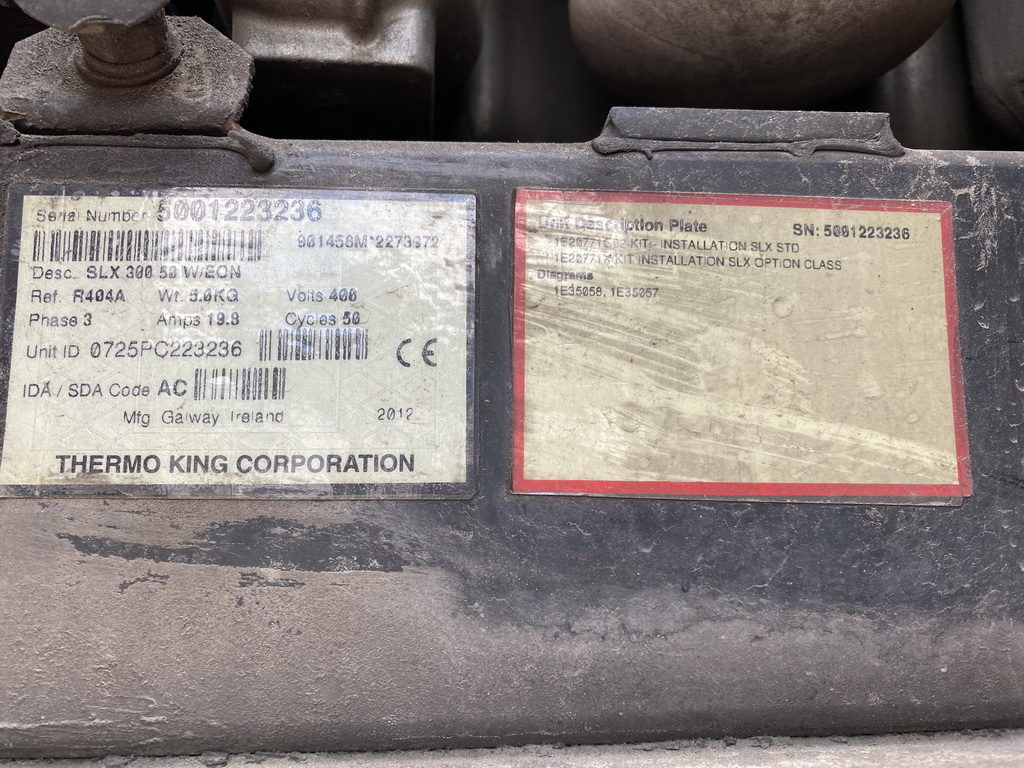 Serial Number 5001223236
901456M*2273972
Desc. SLX 300 50 W/EON
Ref. R404A Wt. 5.0KG Volts 400
Phase 3 Amps 19.8 Cycles 50
Unit ID 0725PC223236
CE
IDA / SDA Code AC
Mfg Galway Ireland 2012
THERMO KING CORPORATION
Unit Description Plate SN: 5001223236
INSTALLATION SLX STD
KIT INSTALLATION SLX OPTION CLASS
Diagrams
1E35058, 1E35057